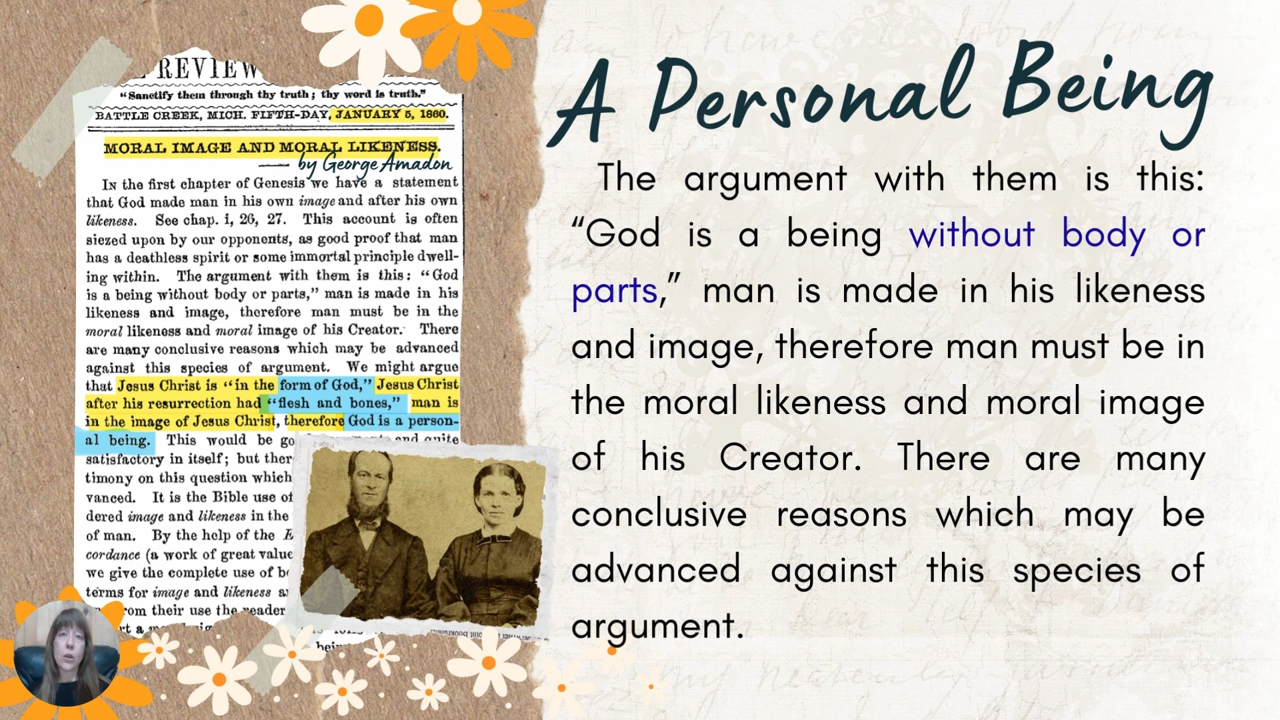 REVIEW
“Sanctify them through thy truth; thy word is truth.”
BATTLE CREEK, MICH. FIFTH-DAY, JANUARY 5, 1860.
MORAL IMAGE AND MORAL LIKENESS.
by George Amadon
In the first chapter of Genesis we have a statement
that God made man in his own image and after his own
likeness. See chap. i, 26, 27. This account is often
siezed upon by our opponents, as good proof that man
has a deathless spirit or some immortal principle dwell-
ing within. The argument with them is this: “God
is a being without body or parts,” man is made in his
likeness and image, therefore man must be in the
moral likeness and moral image of his Creator. There
are many conclusive reasons which may be advanced
against this species of argument. We might argue
that Jesus Christ is “in the form of God,” Jesus Christ
after his resurrection had “flesh and bones,” man is
in the image of Jesus Christ, therefore God is a person-
al being. This would be and quite
satisfactory in itself; but
timony on this question which
vanced. It is the Bible use of
dered image and likeness in the
of man. By the help of the
cordance (a work of great value
we give the complete use of
terms for image and likeness
from their use the reader
A Personal Being
The argument with them is this:
“God is a being without body or
parts,” man is made in his likeness
and image, therefore man must be in
the moral likeness and moral image
of his Creator. There are many
conclusive reasons which may be
advanced against this species of
argument.